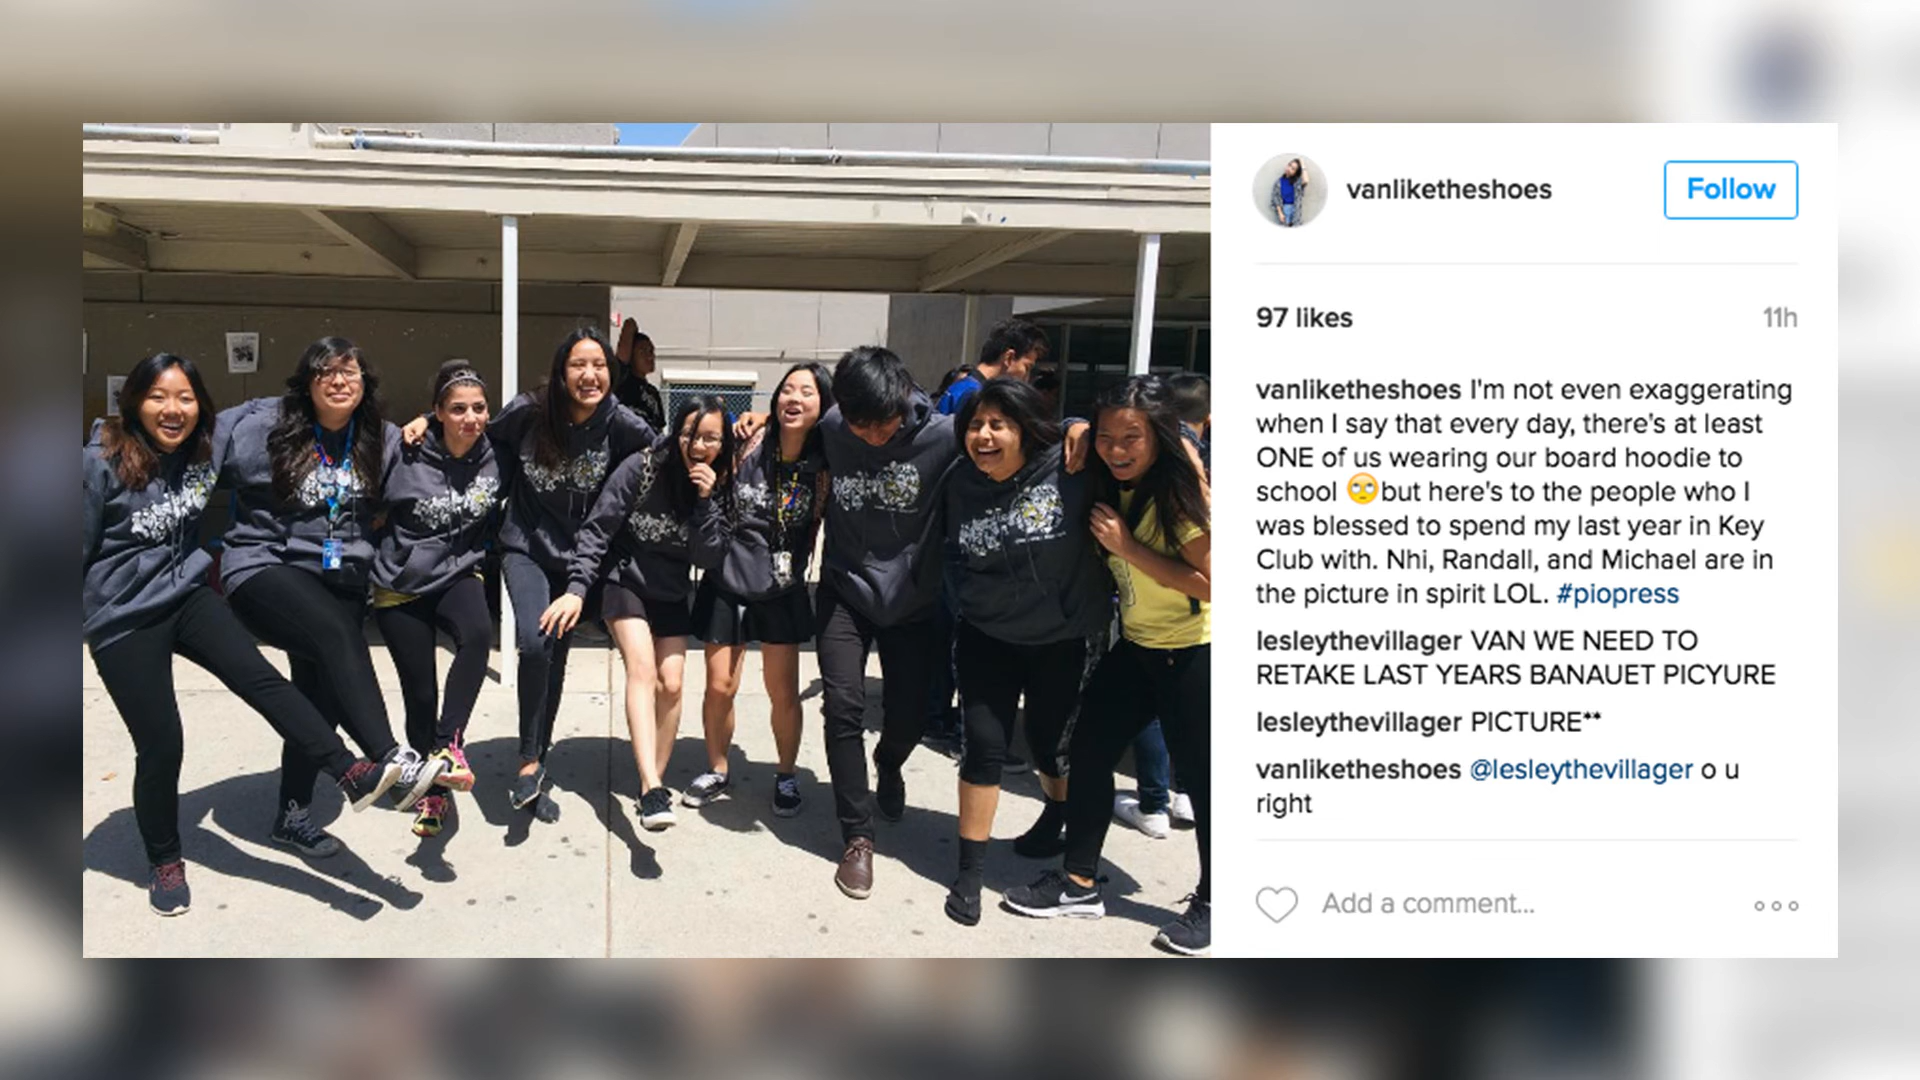 vanliketheshoes
Follow
97 likes
11h
vanliketheshoes I'm not even exaggerating
when I say that every day, there's at least
ONE of us wearing our board hoodie to
school 🙄but here's to the people who I
was blessed to spend my last year in Key
Club with. Nhi, Randall, and Michael are in
the picture in spirit LOL. #piopress
lesleythevillager VAN WE NEED TO
RETAKE LAST YEARS BANAUET PICYURE
lesleythevillager PICTURE**
vanliketheshoes @lesleythevillager o u
right
Add a comment...